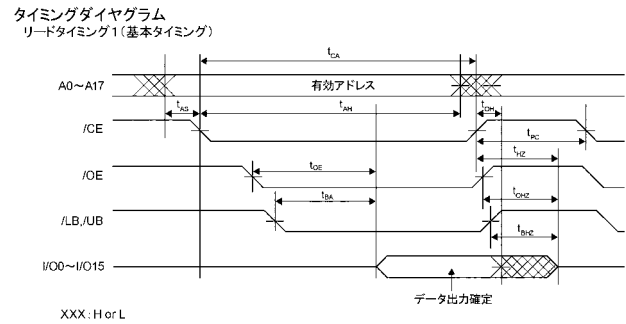 タイミングダイヤグラム
リードタイミング1(基本タイミング)
tCA
A0～A17
有効アドレス
tAS
tAH
tOH
/CE
tPC
tHZ
/OE
tOE
tOHZ
tBA
/LB,/UB
tBHZ
I/O0～I/O15
データ出力確定
XXX:H or L